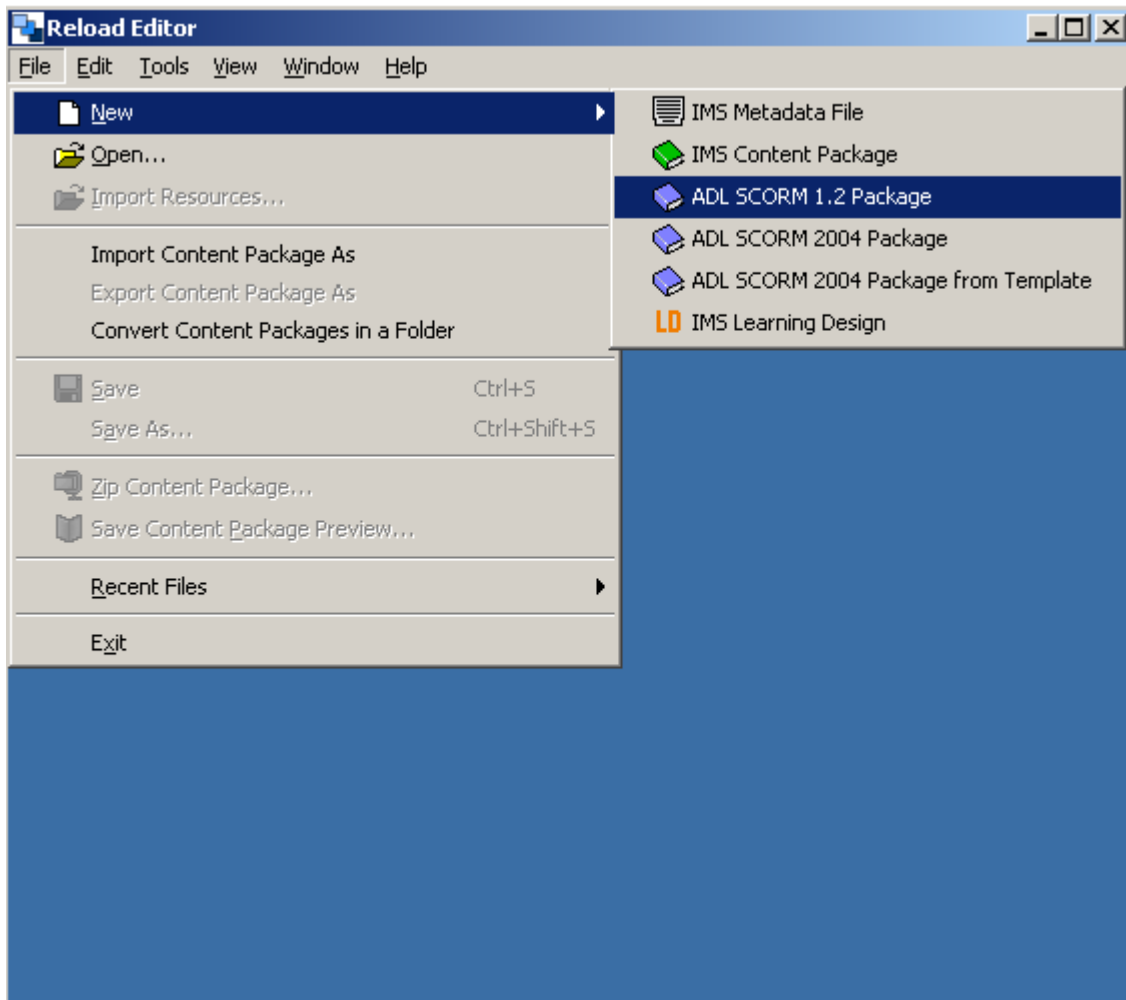 Reload Editor
File Edit Tools View Window Help
New
Open...
Import Resources...
Import Content Package As
Export Content Package As
Convert Content Packages in a Folder
Save Ctrl+S
Save As... Ctrl+Shift+S
Zip Content Package...
Save Content Package Preview...
Recent Files
Exit
IMS Metadata File
IMS Content Package
ADL SCORM 1.2 Package
ADL SCORM 2004 Package
ADL SCORM 2004 Package from Template
LD IMS Learning Design